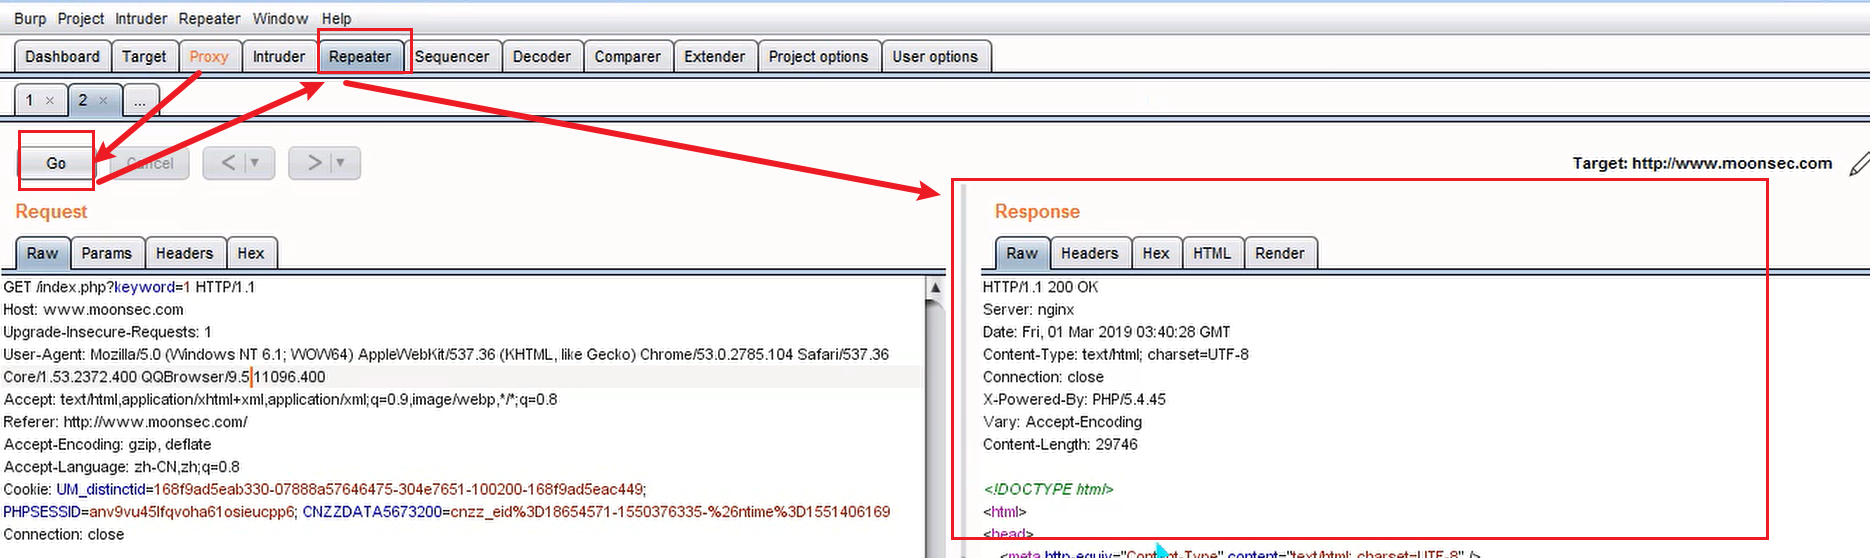 Burp Project Intruder Repeater Window Help
Dashboard Target Proxy Intruder Repeater Sequencer Decoder Comparer Extender Project options User options
1 × 2 × ...
Go Cancel < ▼ > ▼ Target: http://www.moonsec.com
Request
Raw Params Headers Hex
GET /index.php?keyword=1 HTTP/1.1
Host: www.moonsec.com
Upgrade-Insecure-Requests: 1
User-Agent: Mozilla/5.0 (Windows NT 6.1; WOW64) AppleWebKit/537.36 (KHTML, like Gecko) Chrome/53.0.2785.104 Safari/537.36
Core/1.53.2372.400 QQBrowser/9.5.11096.400
Accept: text/html,application/xhtml+xml,application/xml;q=0.9,image/webp,*/*;q=0.8
Referer: http://www.moonsec.com/
Accept-Encoding: gzip, deflate
Accept-Language: zh-CN,zh;q=0.8
Cookie: UM_distinctid=168f9ad5eab330-07888a57646475-304e7651-100200-168f9ad5eac449;
PHPSESSID=anv9vu45lfqvoha61osieucpp6; CNZZDATA5673200=cnzz_eid%3D18654571-1550376335-%26ntime%3D1551406169
Connection: close
Response
Raw Headers Hex HTML Render
HTTP/1.1 200 OK
Server: nginx
Date: Fri, 01 Mar 2019 03:40:28 GMT
Content-Type: text/html; charset=UTF-8
Connection: close
X-Powered-By: PHP/5.4.45
Vary: Accept-Encoding
Content-Length: 29746
<!DOCTYPE html>
<html>
<head>
<meta http-equiv="Content-Type" content="text/html; charset=UTF-8" />